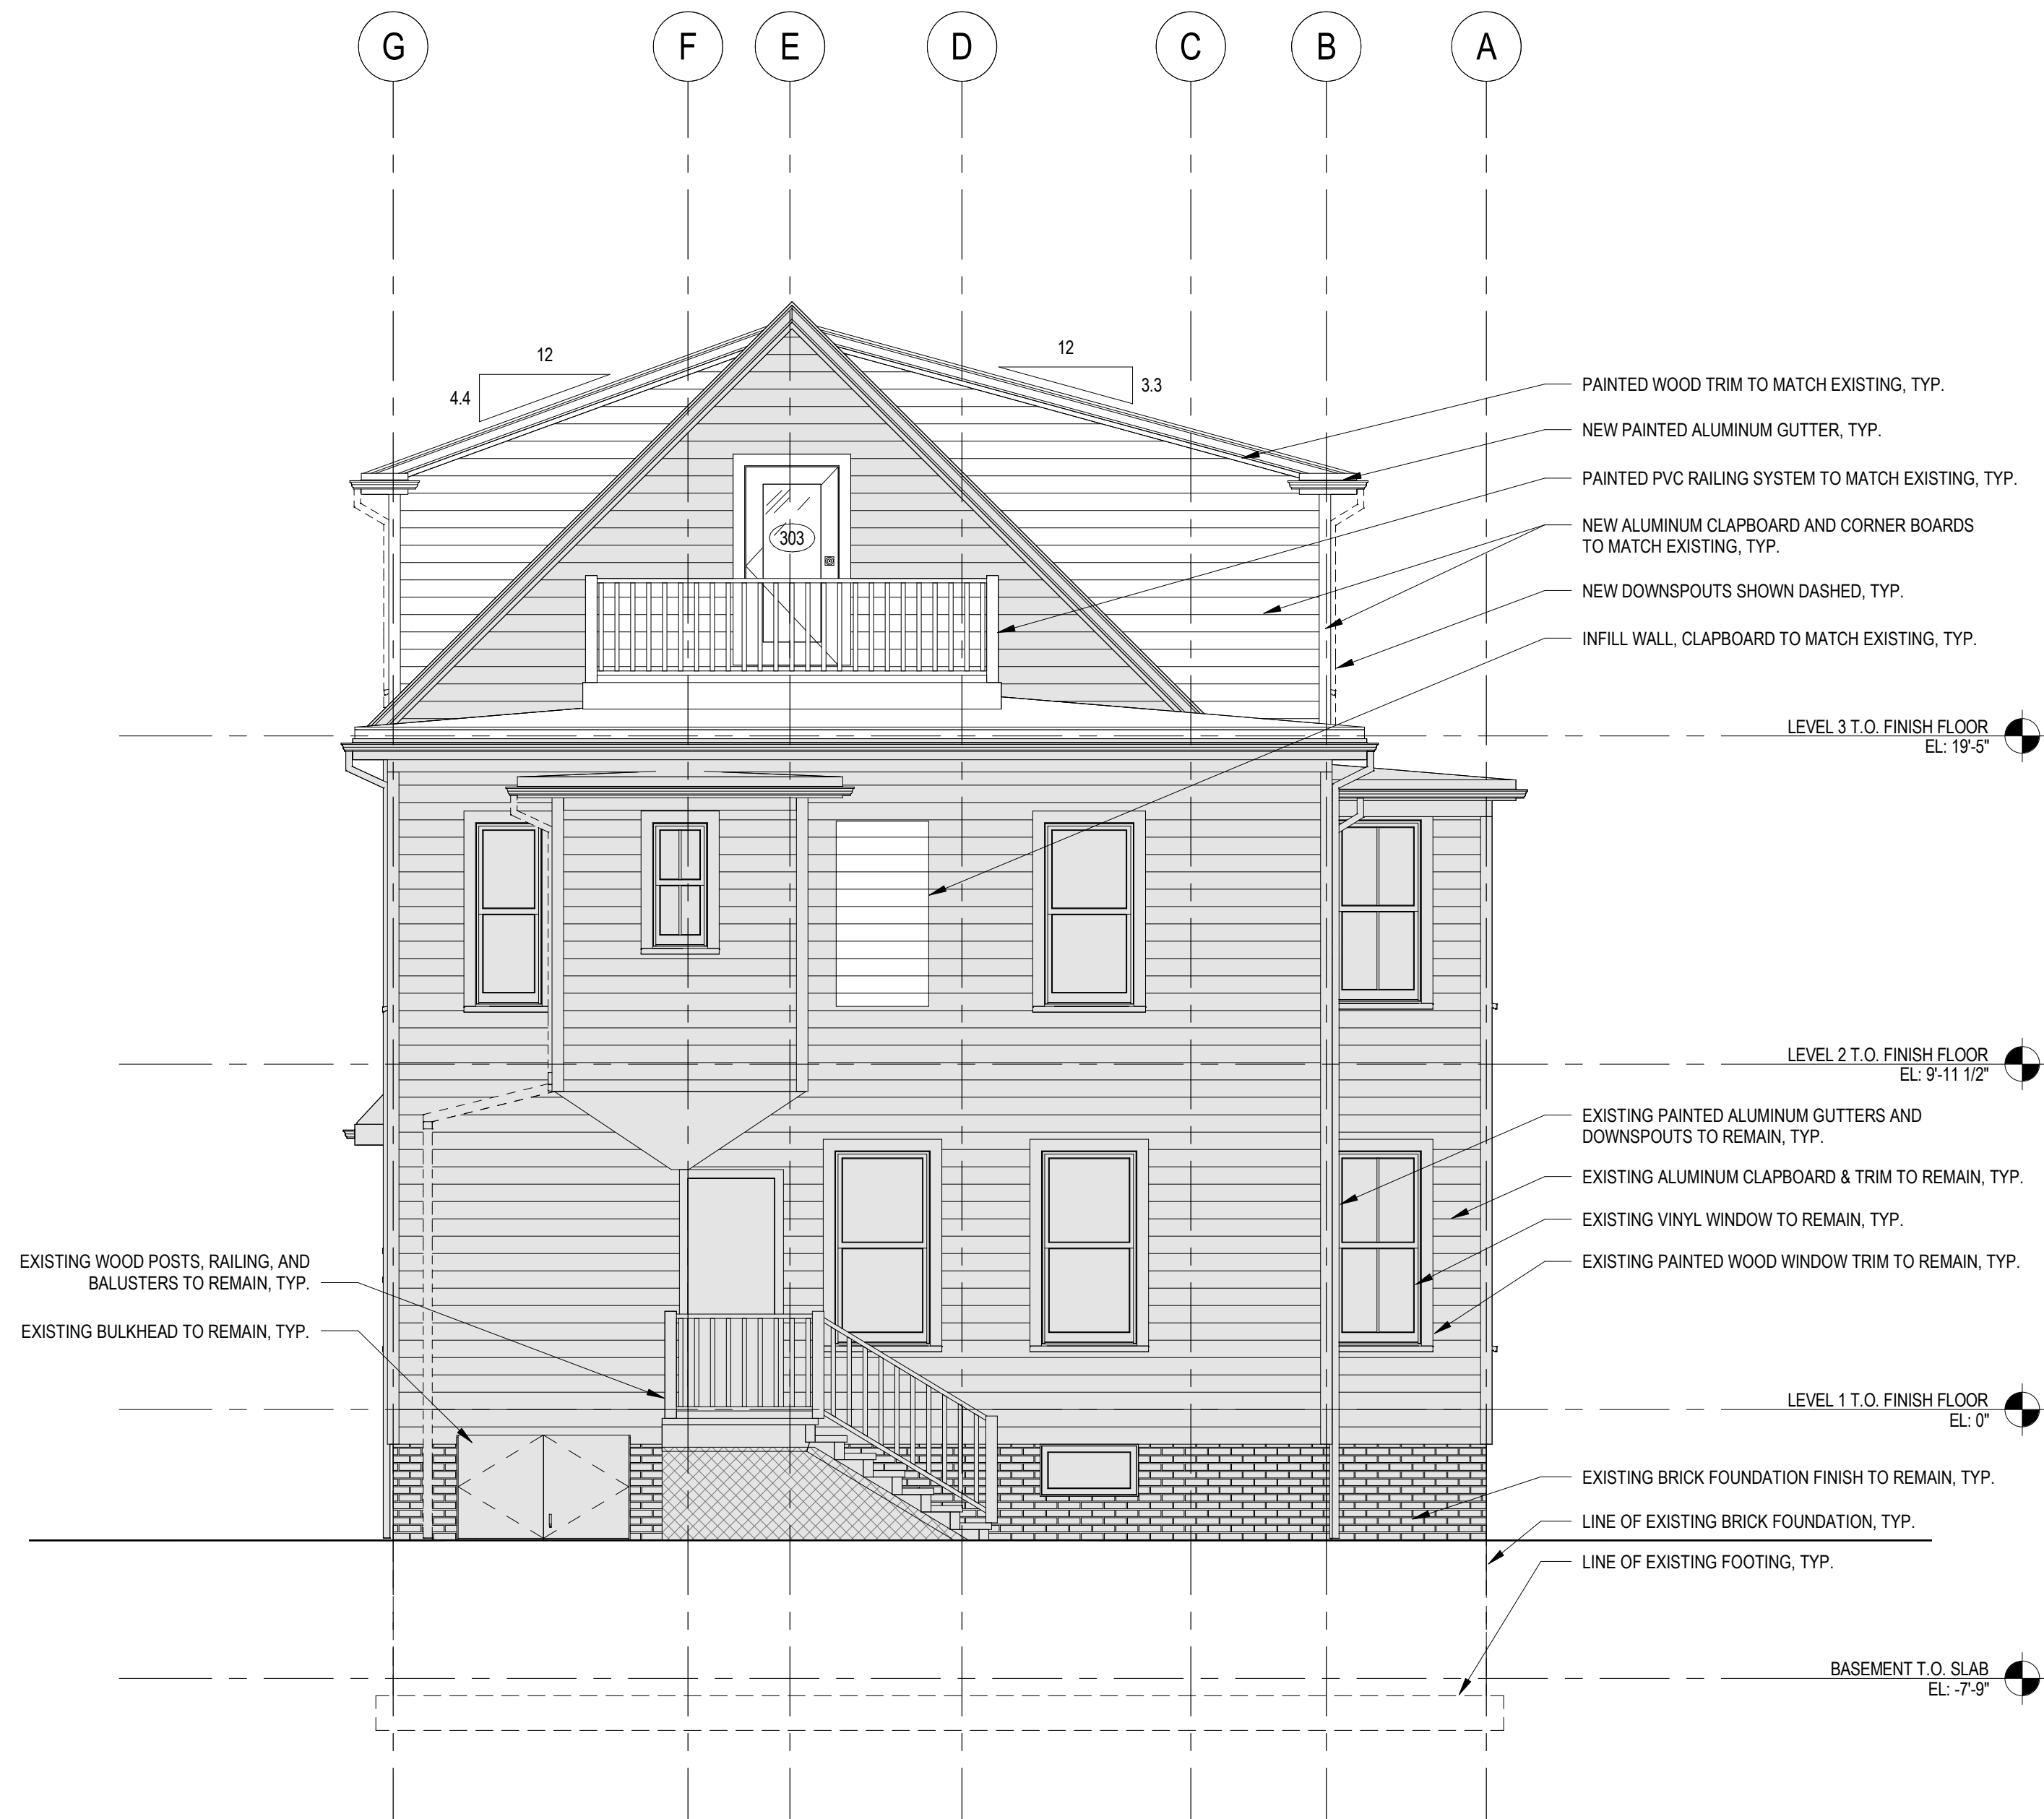 G F E D C B A
12
12
4.4
3.3
PAINTED WOOD TRIM TO MATCH EXISTING, TYP.
NEW PAINTED ALUMINUM GUTTER, TYP.
PAINTED PVC RAILING SYSTEM TO MATCH EXISTING, TYP.
NEW ALUMINUM CLAPBOARD AND CORNER BOARDS
TO MATCH EXISTING, TYP.
303
NEW DOWNSPOUTS SHOWN DASHED, TYP.
INFILL WALL, CLAPBOARD TO MATCH EXISTING, TYP.
LEVEL 3 T.O. FINISH FLOOR
EL: 19'-5"
LEVEL 2 T.O. FINISH FLOOR
EL: 9'-11 1/2"
EXISTING PAINTED ALUMINUM GUTTERS AND
DOWNSPOUTS TO REMAIN, TYP.
EXISTING ALUMINUM CLAPBOARD & TRIM TO REMAIN, TYP.
EXISTING VINYL WINDOW TO REMAIN, TYP.
EXISTING PAINTED WOOD WINDOW TRIM TO REMAIN, TYP.
EXISTING WOOD POSTS, RAILING, AND
BALUSTERS TO REMAIN, TYP.
EXISTING BULKHEAD TO REMAIN, TYP.
LEVEL 1 T.O. FINISH FLOOR
EL: 0"
EXISTING BRICK FOUNDATION FINISH TO REMAIN, TYP.
LINE OF EXISTING BRICK FOUNDATION, TYP.
LINE OF EXISTING FOOTING, TYP.
BASEMENT T.O. SLAB
EL: -7'-9"